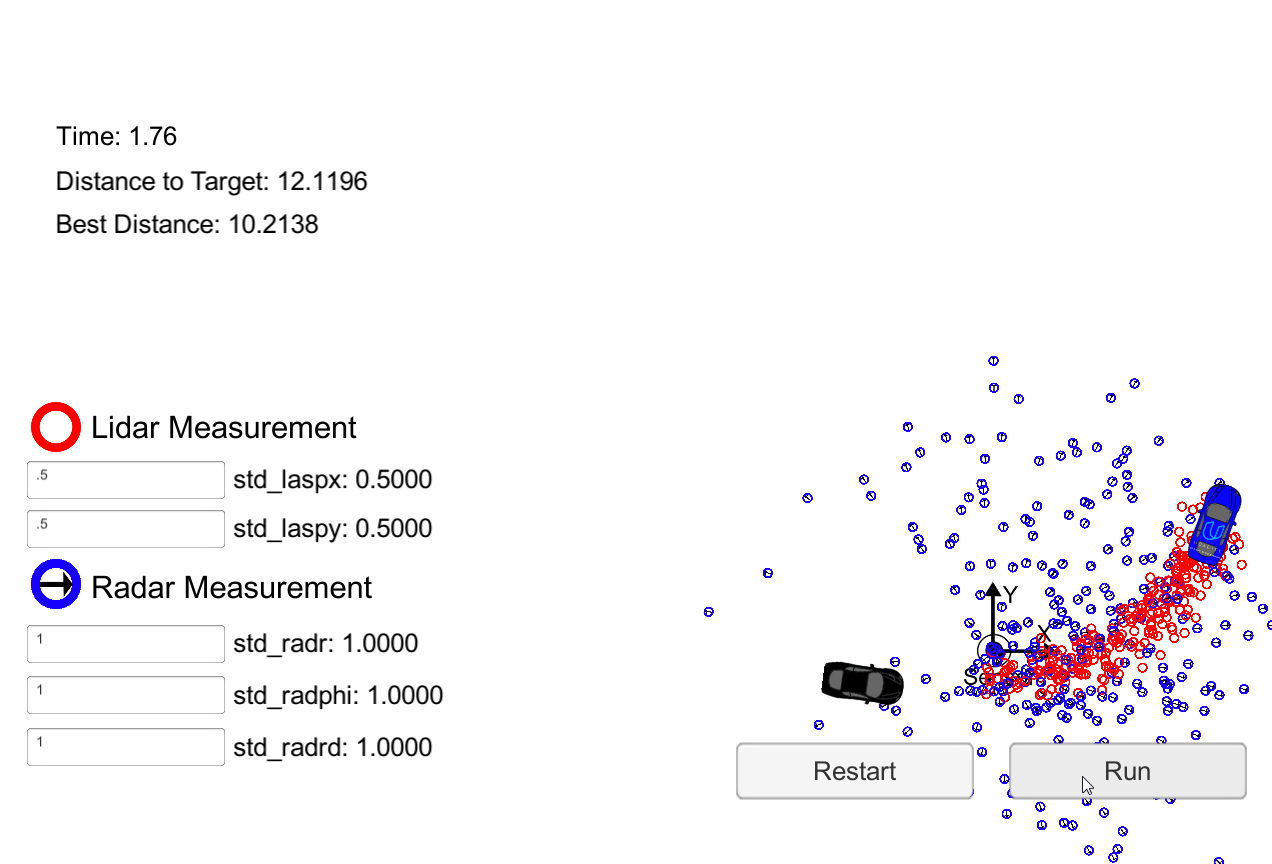 Time: 1.76
Distance to Target: 12.1196
Best Distance: 10.2138
Lidar Measurement
.5 std_laspx: 0.5000
.5 std_laspy: 0.5000
Radar Measurement
1 std_radr: 1.0000
1 std_radphi: 1.0000
1 std_radrd: 1.0000
Y
X
Restart
Run